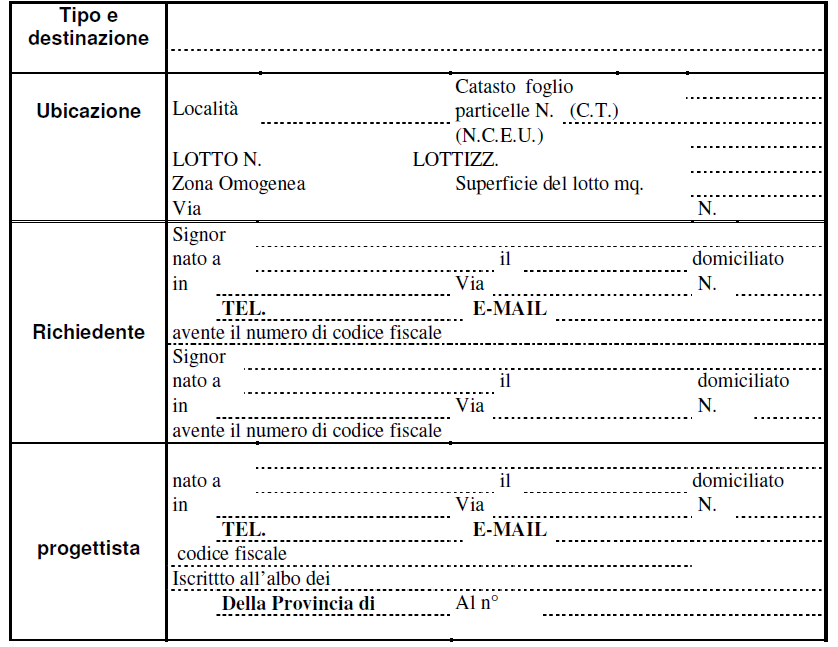 Tipo e
destinazione
Ubicazione
Catasto foglio
Località particelle N. (C.T.)
(N.C.E.U.)
LOTTO N. LOTTIZZ.
Zona Omogenea Superficie del lotto mq.
Via N.
Richiedente
Signor
nato a il domiciliato
in Via N.
TEL. E-MAIL
avente il numero di codice fiscale
Signor
nato a il domiciliato
in Via N.
avente il numero di codice fiscale
progettista
nato a il domiciliato
in Via N.
TEL. E-MAIL
codice fiscale
Iscrittto all'albo dei
Della Provincia di Al n°